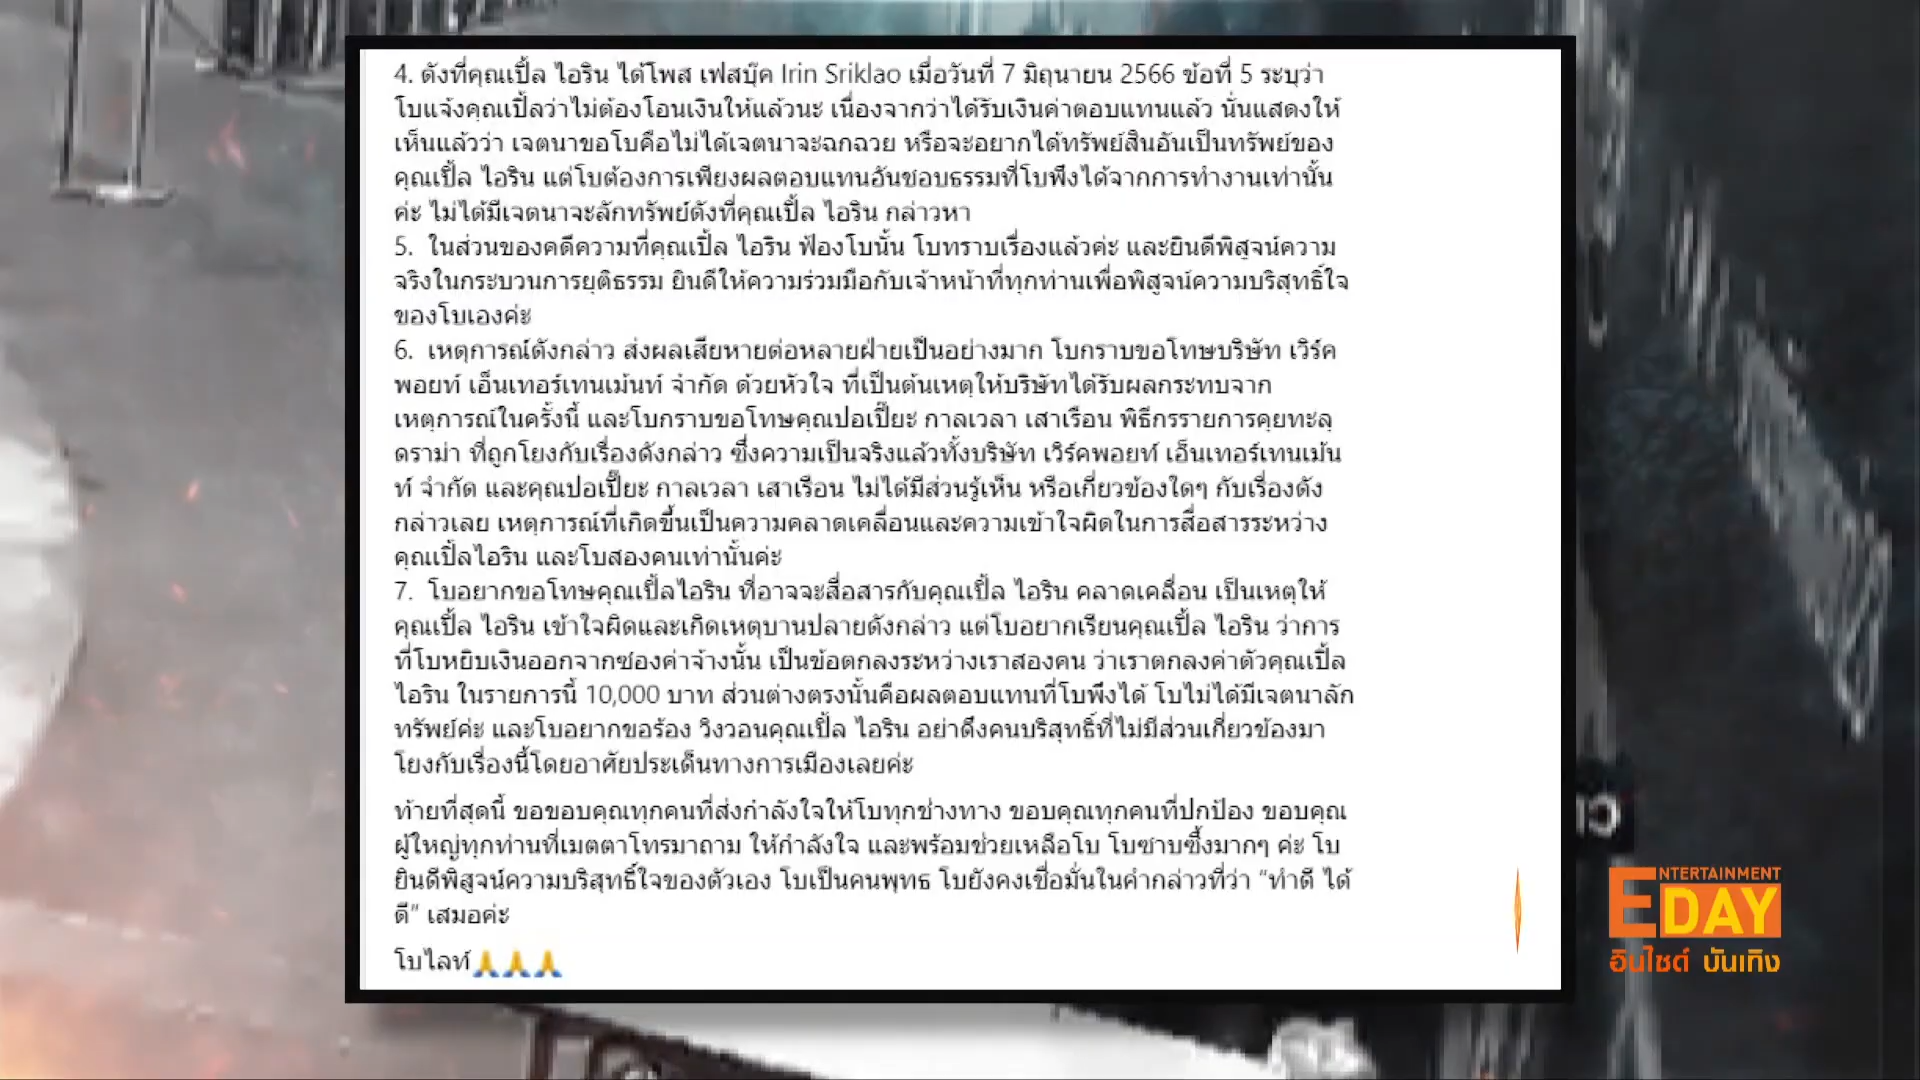 4. ดังที่คุณเปิ้ล ไอริน ได้โพส เฟสบุ๊ค Irin Sriklao เมื่อวันที่ 7 มิถุนายน 2566 ข้อที่ 5 ระบุว่า
โบแจ้งคุณเปิ้ลว่าไม่ต้องโอนเงินให้แล้วนะ เนื่องจากว่าได้รับเงินค่าตอบแทนแล้ว นั่นแสดงให้
เห็นแล้วว่า เจตนาขอโบคือไม่ได้เจตนาจะฉกฉวย หรือจะอยากได้ทรัพย์สินอันเป็นทรัพย์ของ
คุณเปิ้ล ไอริน แต่โบต้องการเพียงผลตอบแทนอันชอบธรรมที่โบพึงได้จากการทำงานเท่านั้น
ค่ะ ไม่ได้มีเจตนาจะลักทรัพย์ดังที่คุณเปิ้ล ไอริน กล่าวหา
5. ในส่วนของคดีความที่คุณเปิ้ล ไอริน ฟ้องโบนั้น โบทราบเรื่องแล้วค่ะ และยินดีพิสูจน์ความ
จริงในกระบวนการยุติธรรม ยินดีให้ความร่วมมือกับเจ้าหน้าที่ทุกท่านเพื่อพิสูจน์ความบริสุทธิ์ใจ
ของโบเองค่ะ
6. เหตุการณ์ดังกล่าว ส่งผลเสียหายต่อหลายฝ่ายเป็นอย่างมาก โบกราบขอโทษบริษัท เวิร์ค
พอยท์ เอ็นเทอร์เทนเม้นท์ จำกัด ด้วยหัวใจ ที่เป็นต้นเหตุให้บริษัทได้รับผลกระทบจาก
เหตุการณ์ในครั้งนี้ และโบกราบขอโทษคุณปอเปี๊ยะ กาลเวลา เสาเรือน พิธีกรรายการคุยทะลุ
ดราม่า ที่ถูกโยงกับเรื่องดังกล่าว ซึ่งความเป็นจริงแล้วทั้งบริษัท เวิร์คพอยท์ เอ็นเทอร์เทนเม้น
ท์ จำกัด และคุณปอเปี๊ยะ กาลเวลา เสาเรือน ไม่ได้มีส่วนรู้เห็น หรือเกี่ยวข้องใดๆ กับเรื่องดัง
กล่าวเลย เหตุการณ์ที่เกิดขึ้นเป็นความคลาดเคลื่อนและความเข้าใจผิดในการสื่อสารระหว่าง
คุณเปิ้ลไอริน และโบสองคนเท่านั้นค่ะ
7. โบอยากขอโทษคุณเปิ้ลไอริน ที่อาจจะสื่อสารกับคุณเปิ้ล ไอริน คลาดเคลื่อน เป็นเหตุให้
คุณเปิ้ล ไอริน เข้าใจผิดและเกิดเหตุบานปลายดังกล่าว แต่โบอยากเรียนคุณเปิ้ล ไอริน ว่าการ
ที่โบหยิบเงินออกจากซองค่าจ้างนั้น เป็นข้อตกลงระหว่างเราสองคน ว่าเราตกลงค่าตัวคุณเปิ้ล
ไอริน ในรายการนี้ 10,000 บาท ส่วนต่างตรงนั้นคือผลตอบแทนที่โบพึงได้ โบไม่ได้มีเจตนาลัก
ทรัพย์ค่ะ และโบอยากขอร้อง วิงวอนคุณเปิ้ล ไอริน อย่าดึงคนบริสุทธิ์ที่ไม่มีส่วนเกี่ยวข้องมา
โยงกับเรื่องนี้โดยอาศัยประเด็นทางการเมืองเลยค่ะ
ท้ายที่สุดนี้ ขอขอบคุณทุกคนที่ส่งกำลังใจให้โบทุกช่างทาง ขอบคุณทุกคนที่ปกป้อง ขอบคุณ
ผู้ใหญ่ทุกท่านที่เมตตาโทรมาถาม ให้กำลังใจ และพร้อมช่วยเหลือโบ โบซาบซึ้งมากๆ ค่ะ โบ
ยินดีพิสูจน์ความบริสุทธิ์ใจของตัวเอง โบเป็นคนพุทธ โบยังคงเชื่อมั่นในคำกล่าวที่ว่า “ทำดี ได้
ดี” เสมอค่ะ
โบไลท์🙏🙏🙏
ENTERTAINMENT
DAY
อินไซด์ บันเทิง